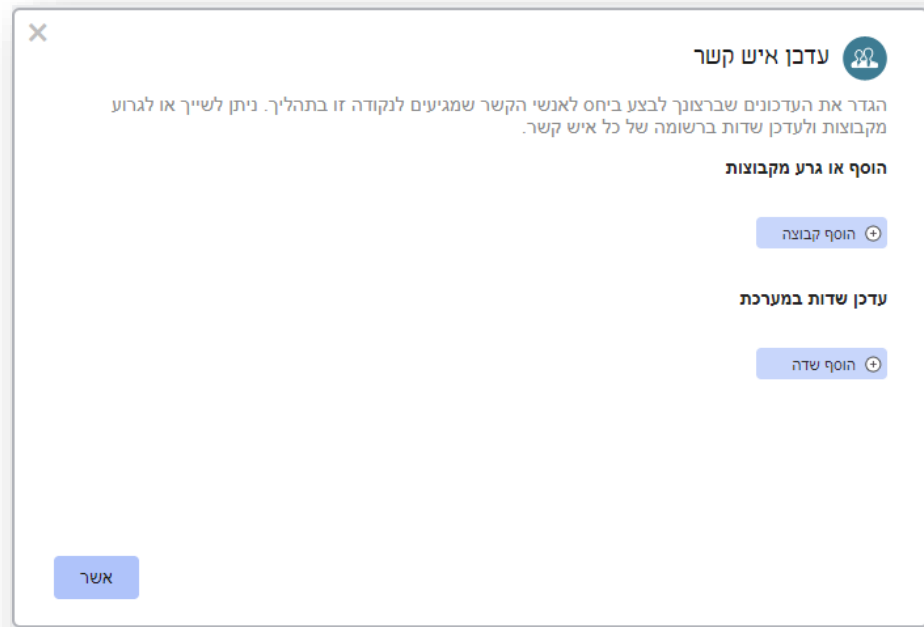 עדכן איש קשר
הגדר את העדכונים שברצונך לבצע ביחס לאנשי הקשר שמגיעים לנקודה זו בתהליך. ניתן לשייך או לגרוע
מקבוצות ולעדכן שדות ברשומה של כל איש קשר.
הוסף או גרע מקבוצות
הוסף קבוצה
עדכן שדות במערכת
הוסף שדה
אשר